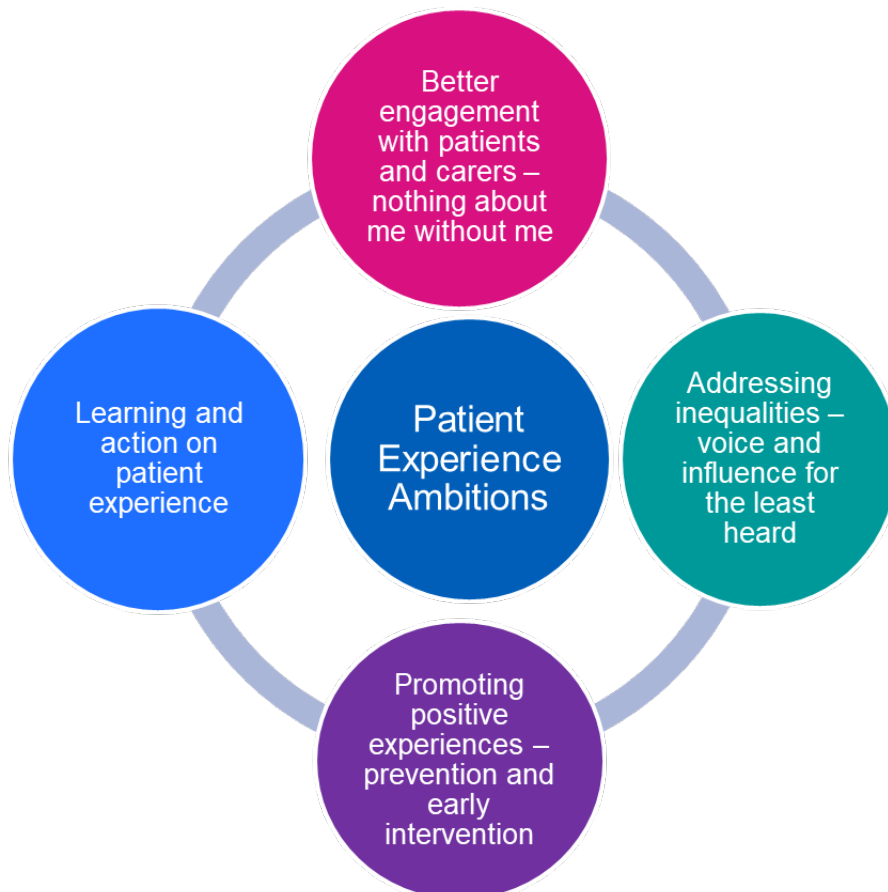 Better
engagement
with patients
and carers –
nothing about
me without me
Learning and
action on
patient
experience
Patient
Experience
Ambitions
Addressing
inequalities –
voice and
influence for
the least
heard
Promoting
positive
experiences –
prevention and
early
intervention